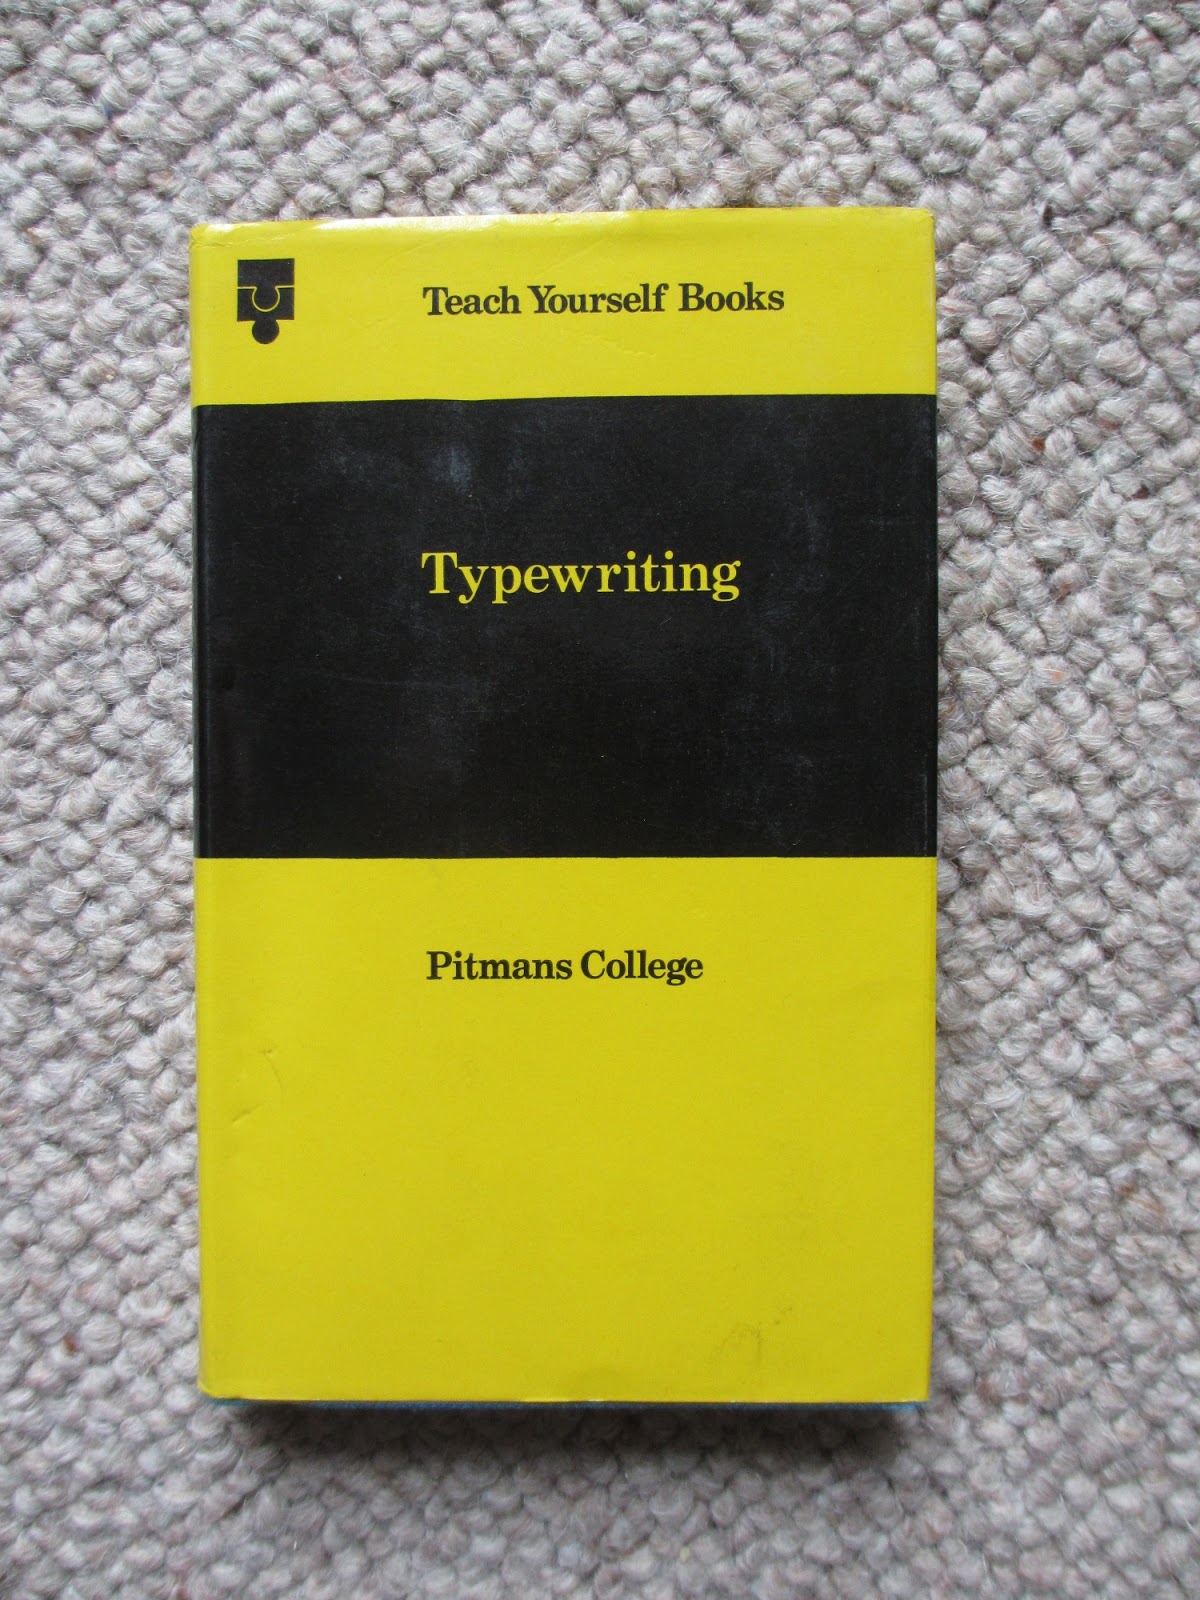 Teach Yourself Books
Typewriting
Pitmans College